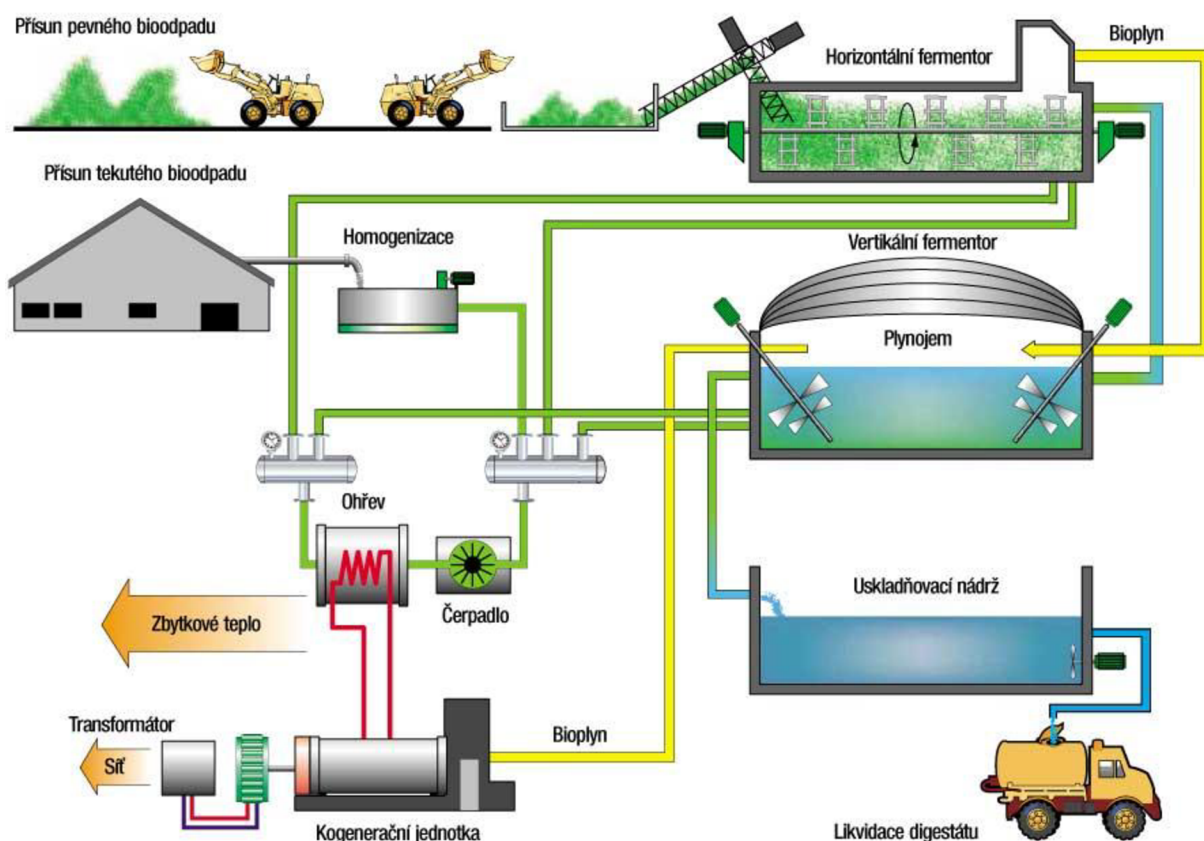 Přísun pevného bioodpadu
Horizontální fermentor
Bioplyn
Přísun tekutého bioodpadu
Homogenizace
Vertikální fermentor
Plynojem
Ohřev
Čerpadlo
Zbytkové teplo
Uskladňovací nádrž
Transformátor
Síť
Bioplyn
Kogenerační jednotka
Likvidace digestátu